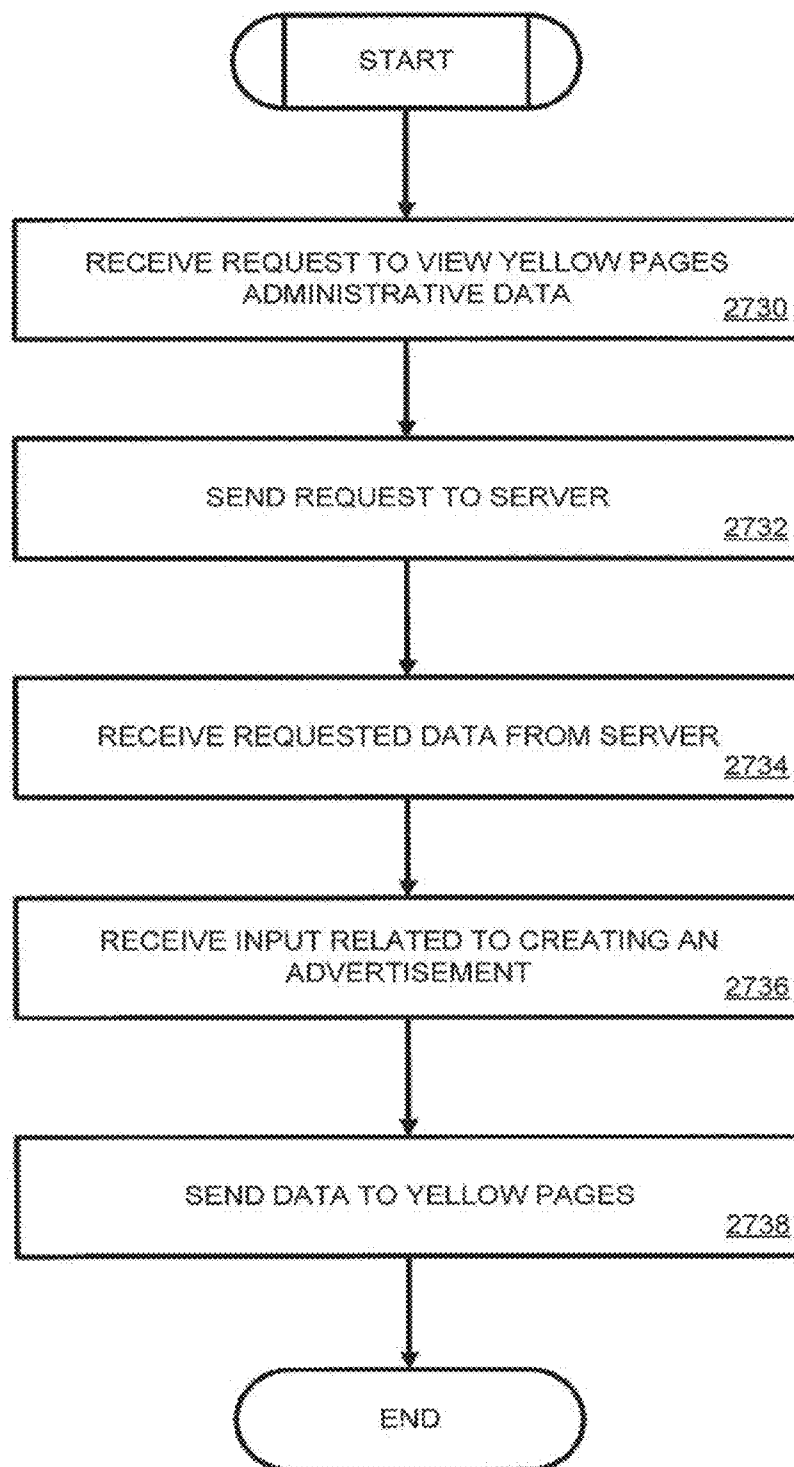 START
RECEIVE REQUEST TO VIEW YELLOW PAGES
ADMINISTRATIVE DATA
2730
SEND REQUEST TO SERVER
2732
RECEIVE REQUESTED DATA FROM SERVER
2734
RECEIVE INPUT RELATED TO CREATING AN
ADVERTISEMENT
2736
SEND DATA TO YELLOW PAGES
2738
END